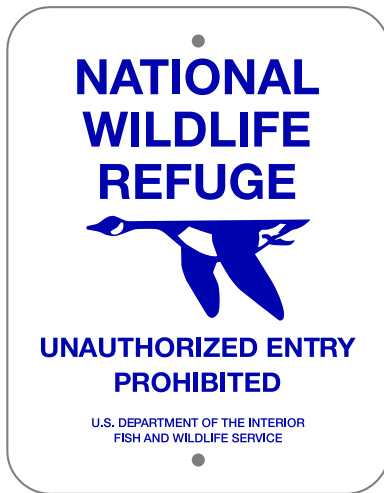 NATIONAL
WILDLIFE
REFUGE
UNAUTHORIZED ENTRY
PROHIBITED
U.S. DEPARTMENT OF THE INTERIOR
FISH AND WILDLIFE SERVICE